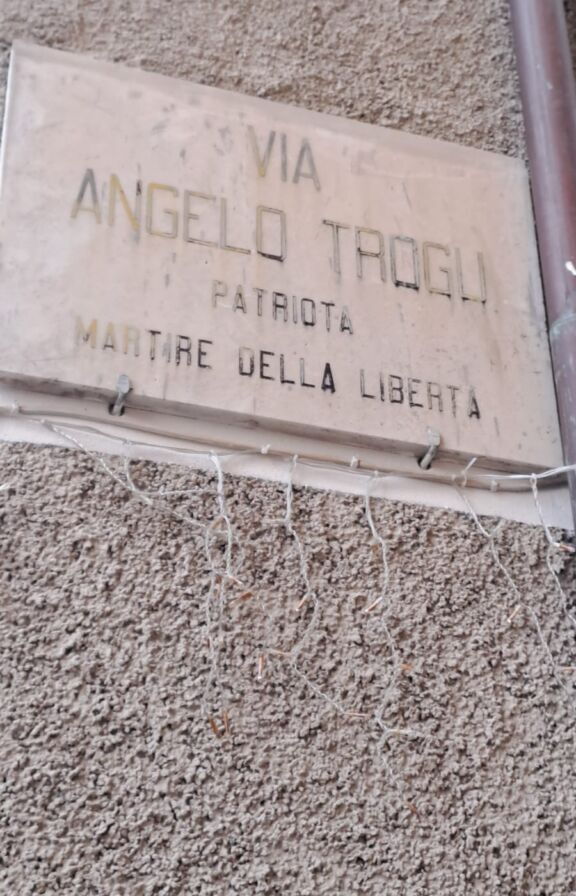 VIA
ANGELO TROGU
PATRIOTA
MARTIRE DELLA LIBERTÀ